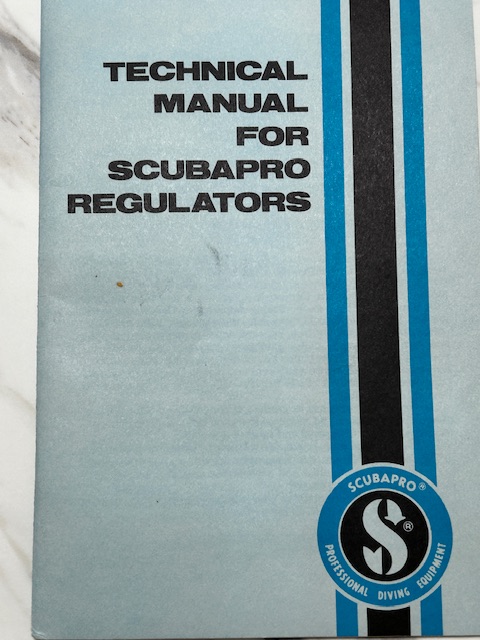 TECHNICAL
MANUAL
FOR
SCUBAPRO
REGULATORS
SCUBAPRO®
S®
PROFESSIONAL DIVING EQUIPMENT